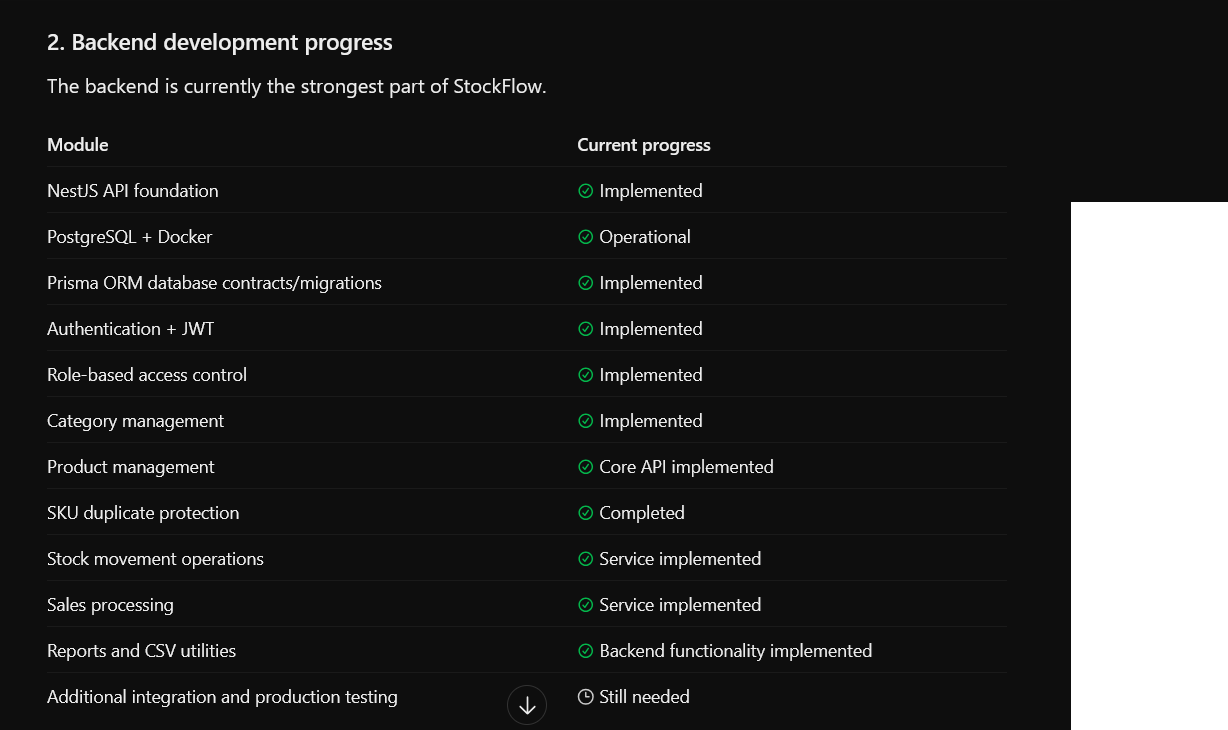 2. Backend development progress
The backend is currently the strongest part of StockFlow.
Module Current progress
NestJS API foundation Implemented
PostgreSQL + Docker Operational
Prisma ORM database contracts/migrations Implemented
Authentication + JWT Implemented
Role-based access control Implemented
Category management Implemented
Product management Core API implemented
SKU duplicate protection Completed
Stock movement operations Service implemented
Sales processing Service implemented
Reports and CSV utilities Backend functionality implemented
Additional integration and production testing Still needed